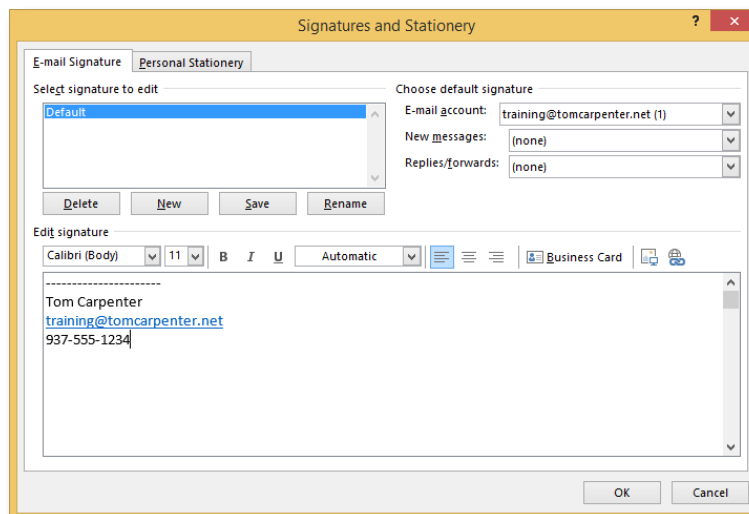 Signatures and Stationery
?
E-mail Signature Personal Stationery
Select signature to edit
Default
Delete New Save Rename
Choose default signature
E-mail account: training@tomcarpenter.net (1)
New messages: (none)
Replies/forwards: (none)
Edit signature
Calibri (Body) 11 B I U Automatic Business Card
----------------------
Tom Carpenter
training@tomcarpenter.net
937-555-1234
OK Cancel